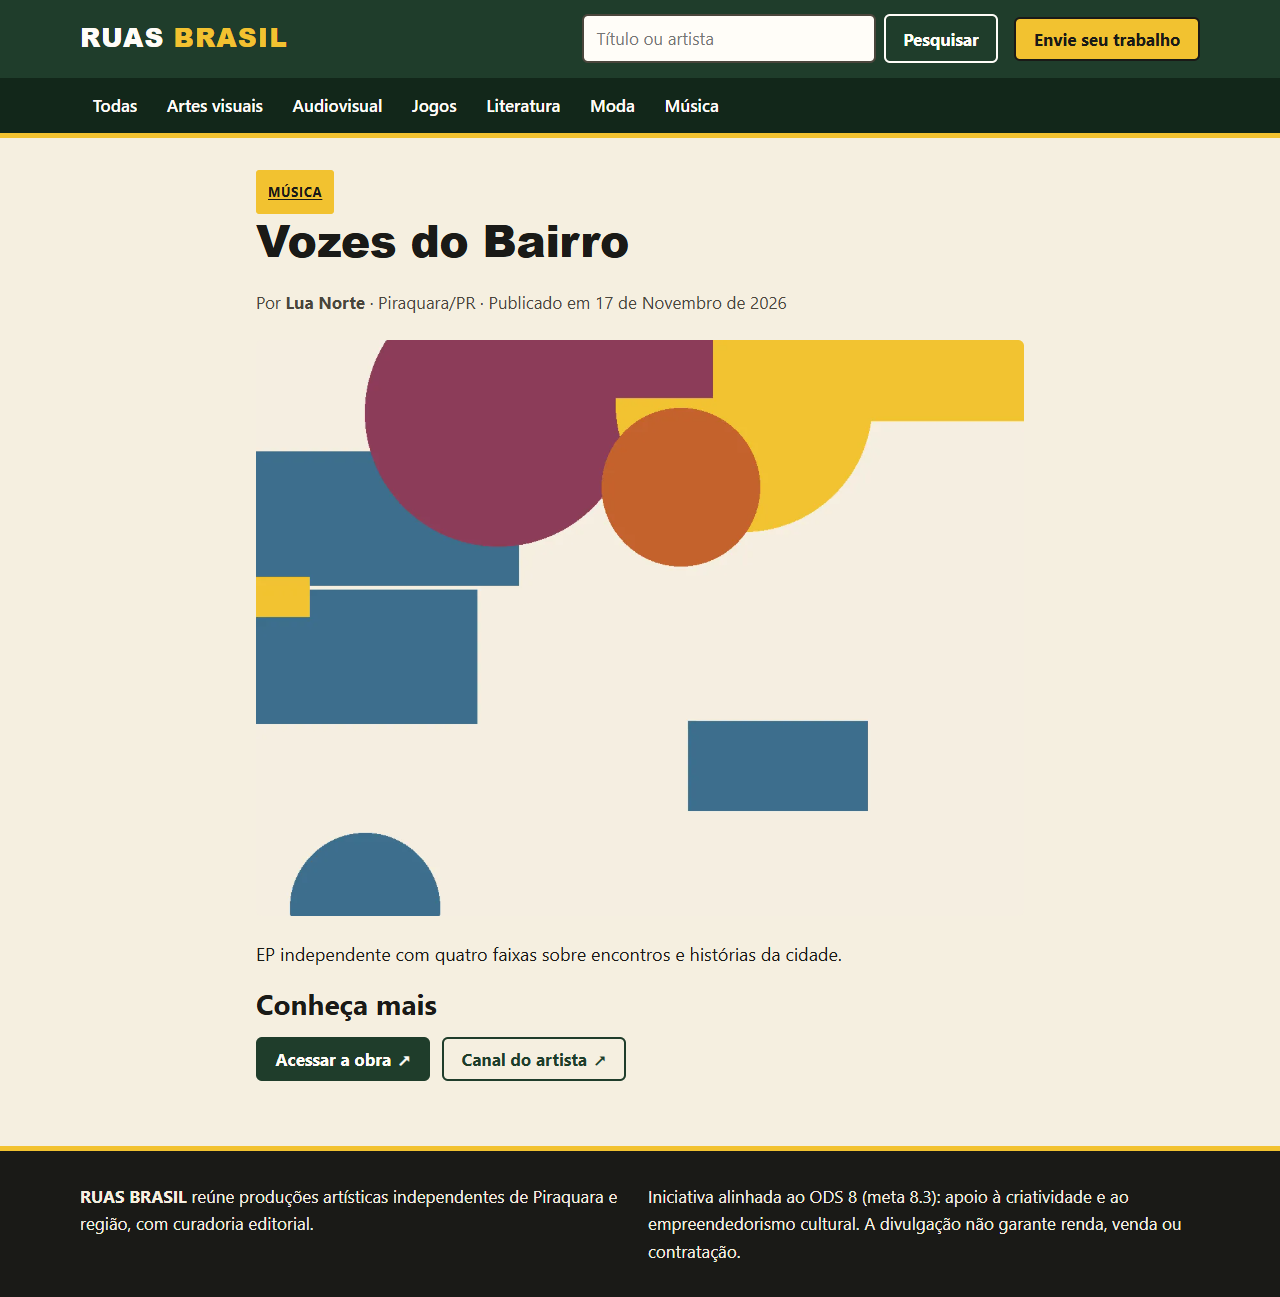 RUAS BRASIL
Título ou artista
Pesquisar
Envie seu trabalho
Todas
Artes visuais
Audiovisual
Jogos
Literatura
Moda
Música
MÚSICA
Vozes do Bairro
Por Lua Norte · Piraquara/PR · Publicado em 17 de Novembro de 2026
EP independente com quatro faixas sobre encontros e histórias da cidade.
Conheça mais
Acessar a obra ↗
Canal do artista ↗
RUAS BRASIL reúne produções artísticas independentes de Piraquara e
região, com curadoria editorial.
Iniciativa alinhada ao ODS 8 (meta 8.3): apoio à criatividade e ao
empreendedorismo cultural. A divulgação não garante renda, venda ou
contratação.